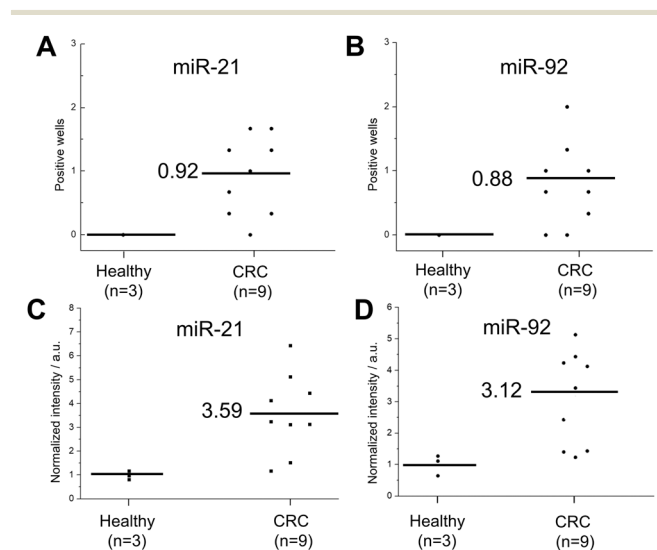 A
miR-21
Positive wells
3
2
1
0
0.92
Healthy
(n=3)
CRC
(n=9)
B
miR-92
Positive wells
3
2
1
0
0.88
Healthy
(n=3)
CRC
(n=9)
C
miR-21
Normalized intensity / a.u.
8
7
6
5
4
3
2
1
0
3.59
Healthy
(n=3)
CRC
(n=9)
D
miR-92
Normalized intensity / a.u.
6
5
4
3
2
1
0
3.12
Healthy
(n=3)
CRC
(n=9)